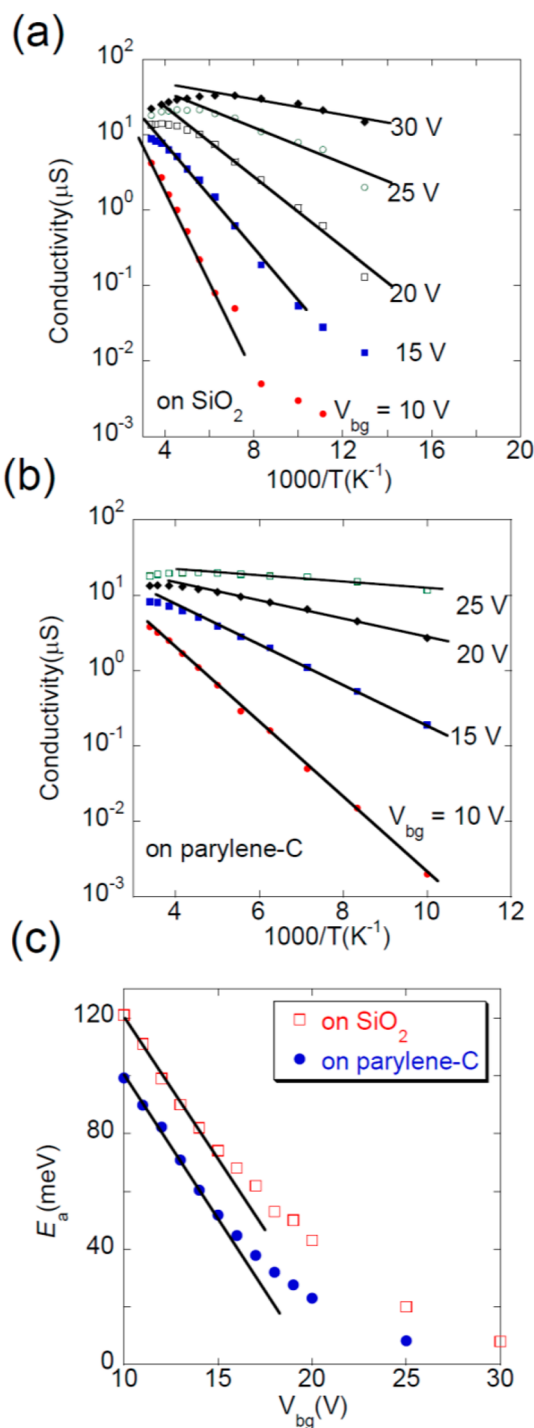 (a)
10²
10¹
10⁰
10⁻¹
10⁻²
10⁻³
Conductivity(μS)
30 V
25 V
20 V
15 V
V_bg = 10 V
on SiO₂
4 8 12 16 20
1000/T(K⁻¹)
(b)
10²
10¹
10⁰
10⁻¹
10⁻²
10⁻³
Conductivity(μS)
25 V
20 V
15 V
V_bg = 10 V
on parylene-C
4 6 8 10 12
1000/T(K⁻¹)
(c)
120
80
40
0
E_a(meV)
on SiO₂
on parylene-C
10 15 20 25 30
V_bg(V)